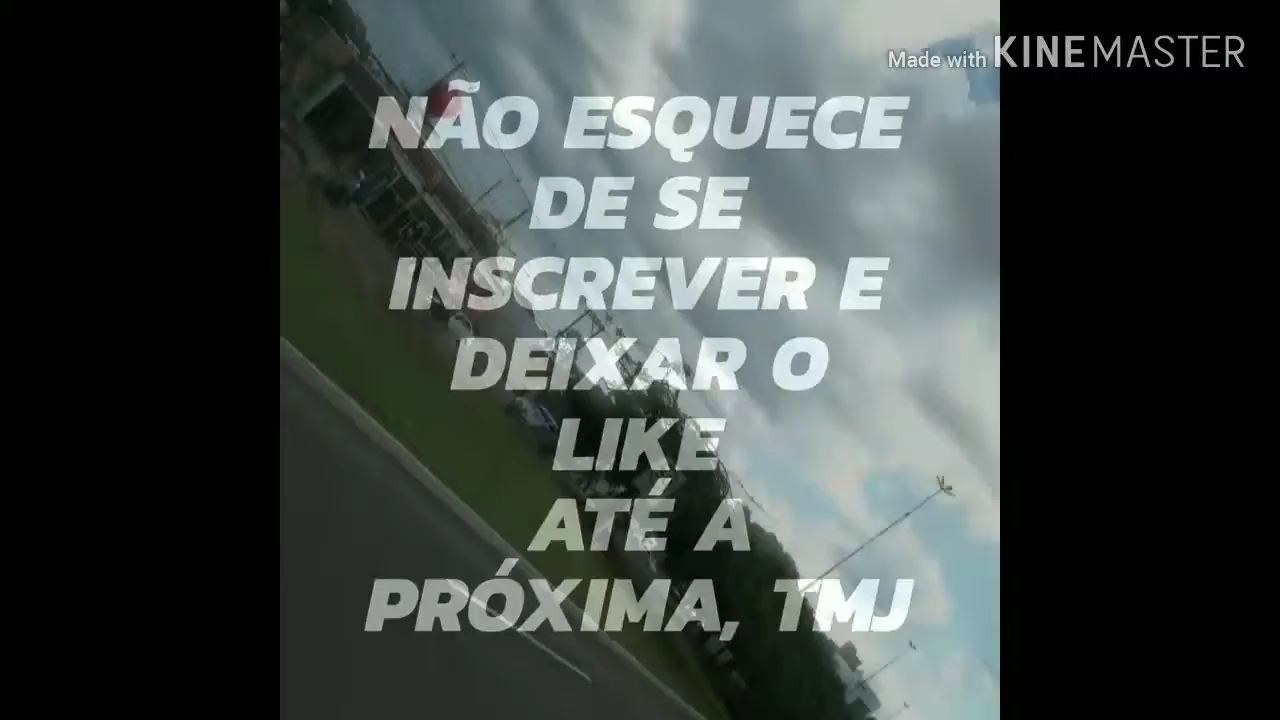 Made with KINEMASTER
NÃO ESQUECE
DE SE
INSCREVER E
DEIXAR O
LIKE
ATÉ A
PRÓXIMA, TMJ